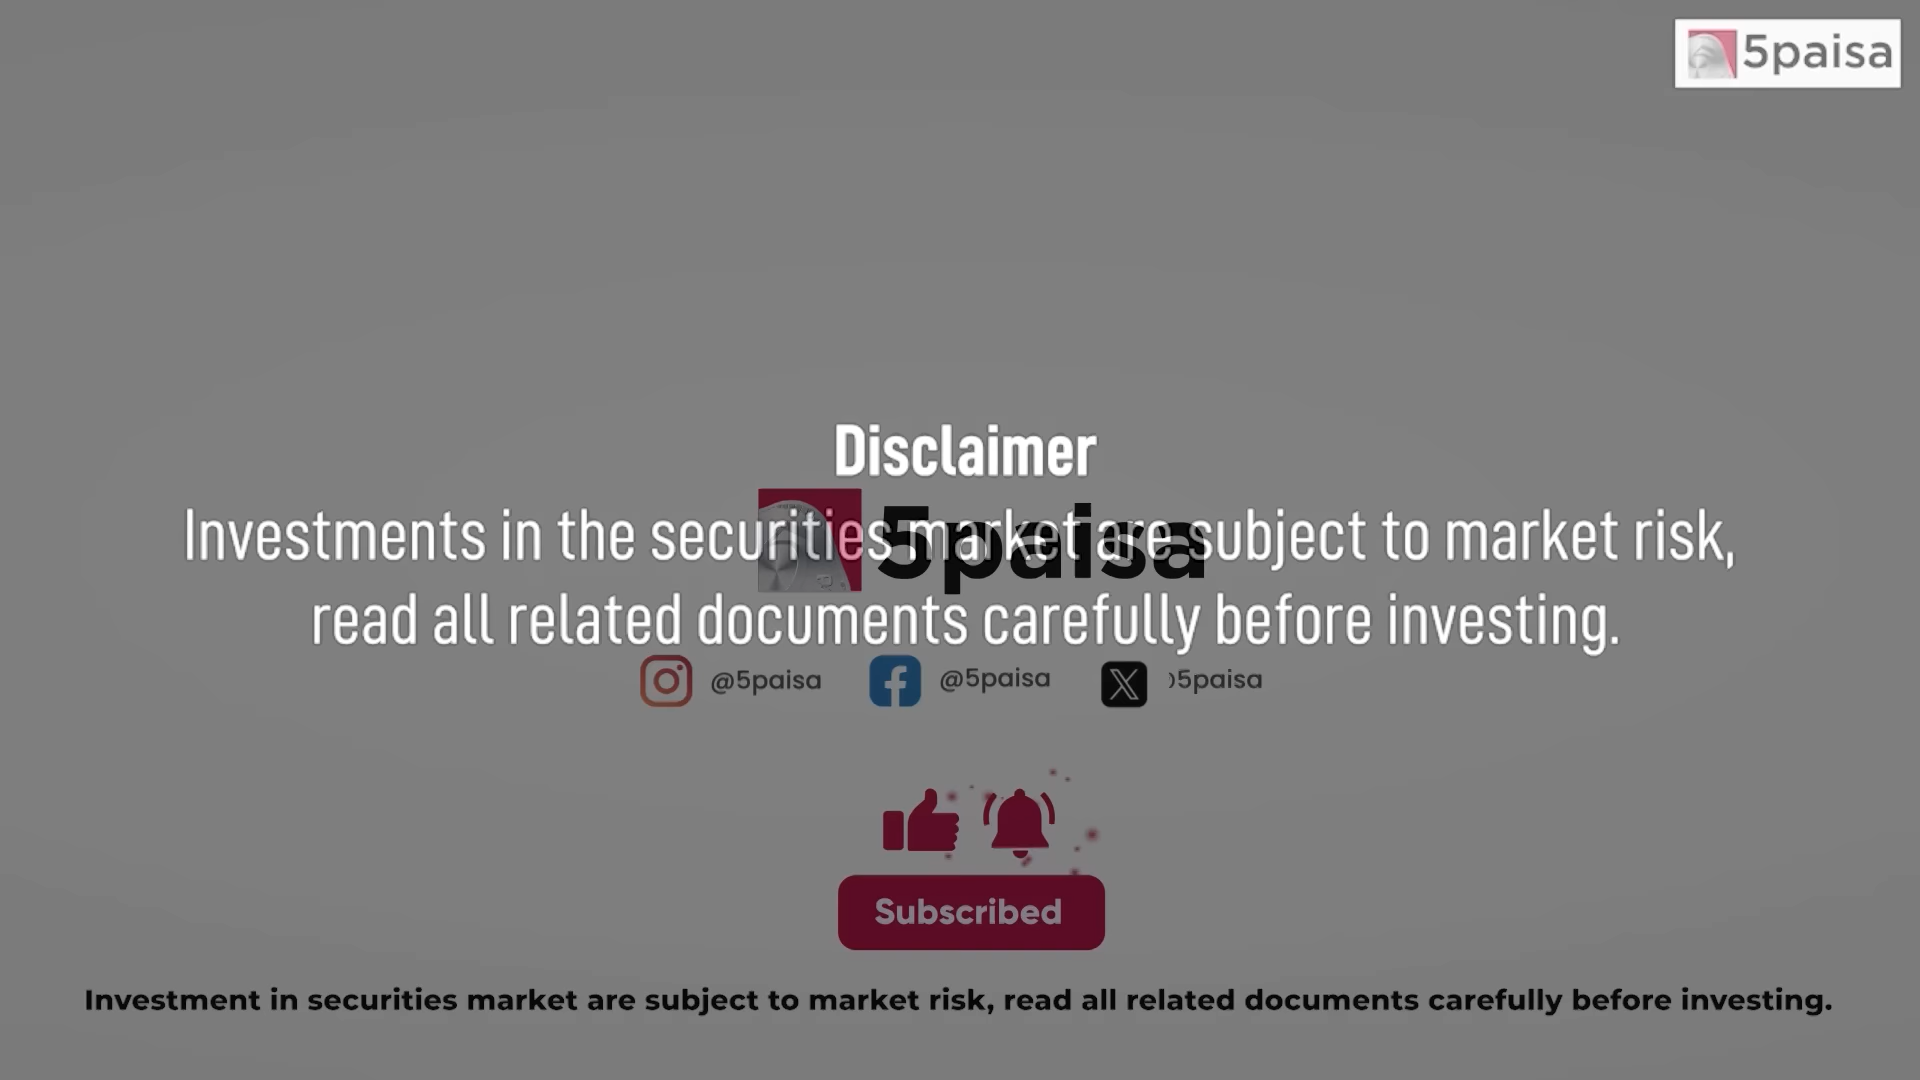 5paisa
Disclaimer
Investments in the securities market are subject to market risk,
5paisa
read all related documents carefully before investing.
@5paisa @5paisa 5paisa
Subscribed
Investment in securities market are subject to market risk, read all related documents carefully before investing.